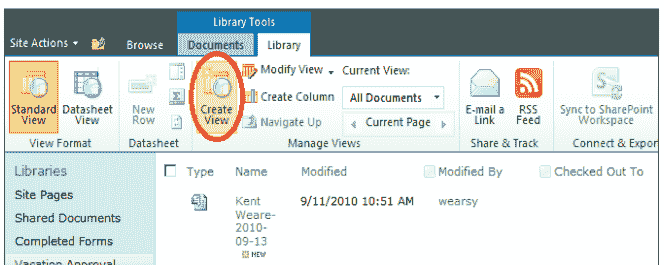 Library Tools
Site Actions Browse Documents Library
Standard View
Datasheet View
New Row
Create View
Modify View
Create Column
Navigate Up
Current View:
All Documents
Current Page
E-mail a Link
RSS Feed
Sync to SharePoint Workspace
View Format Datasheet Manage Views Share & Track Connect & Expor
Libraries
Site Pages
Shared Documents
Completed Forms
Vacation Approval
Type Name Modified Modified By Checked Out To
Kent Weare-2010-09-13 NEW
9/11/2010 10:51 AM wearsy